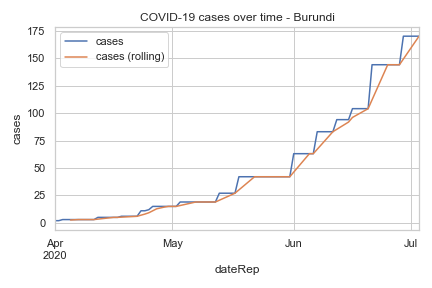 COVID-19 cases over time - Burundi
175
150
125
100
75
50
25
0
cases
cases
cases (rolling)
Apr
2020
May
Jun
Jul
dateRep